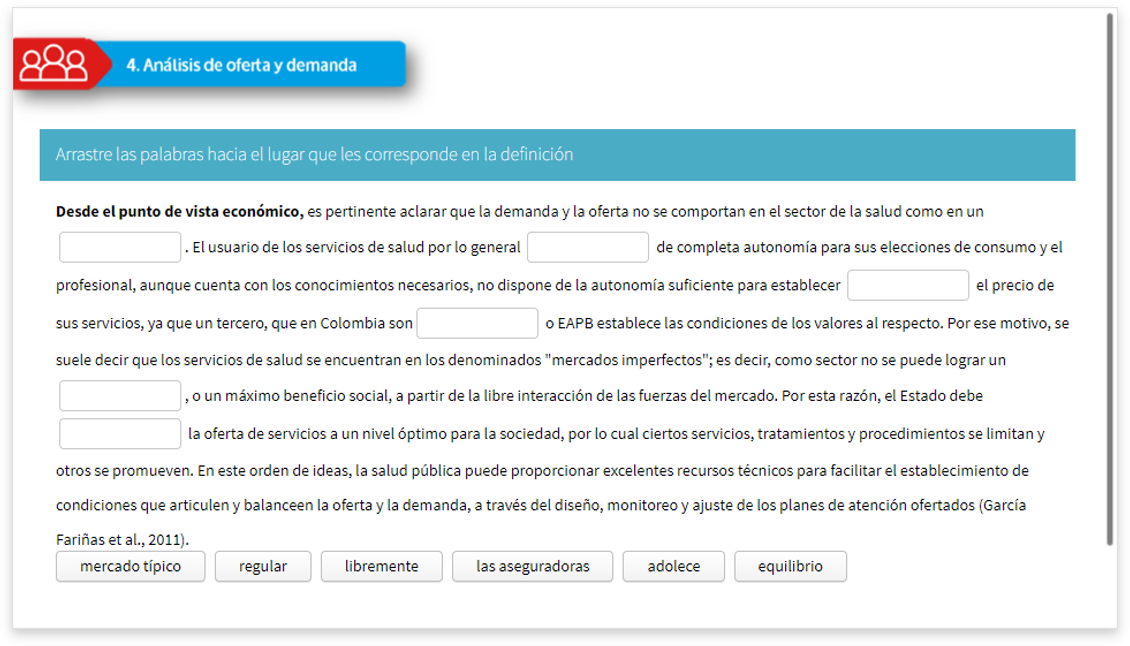 4. Análisis de oferta y demanda
Arrastre las palabras hacia el lugar que les corresponde en la definición
Desde el punto de vista económico, es pertinente aclarar que la demanda y la oferta no se comportan en el sector de la salud como en un
. El usuario de los servicios de salud por lo general de completa autonomía para sus elecciones de consumo y el
profesional, aunque cuenta con los conocimientos necesarios, no dispone de la autonomía suficiente para establecer el precio de
sus servicios, ya que un tercero, que en Colombia son o EAPB establece las condiciones de los valores al respecto. Por ese motivo, se
suele decir que los servicios de salud se encuentran en los denominados "mercados imperfectos"; es decir, como sector no se puede lograr un
, o un máximo beneficio social, a partir de la libre interacción de las fuerzas del mercado. Por esta razón, el Estado debe
la oferta de servicios a un nivel óptimo para la sociedad, por lo cual ciertos servicios, tratamientos y procedimientos se limitan y
otros se promueven. En este orden de ideas, la salud pública puede proporcionar excelentes recursos técnicos para facilitar el establecimiento de
condiciones que articulen y balanceen la oferta y la demanda, a través del diseño, monitoreo y ajuste de los planes de atención ofertados (García
Fariñas et al., 2011).
mercado típico regular libremente las aseguradoras adolece equilibrio